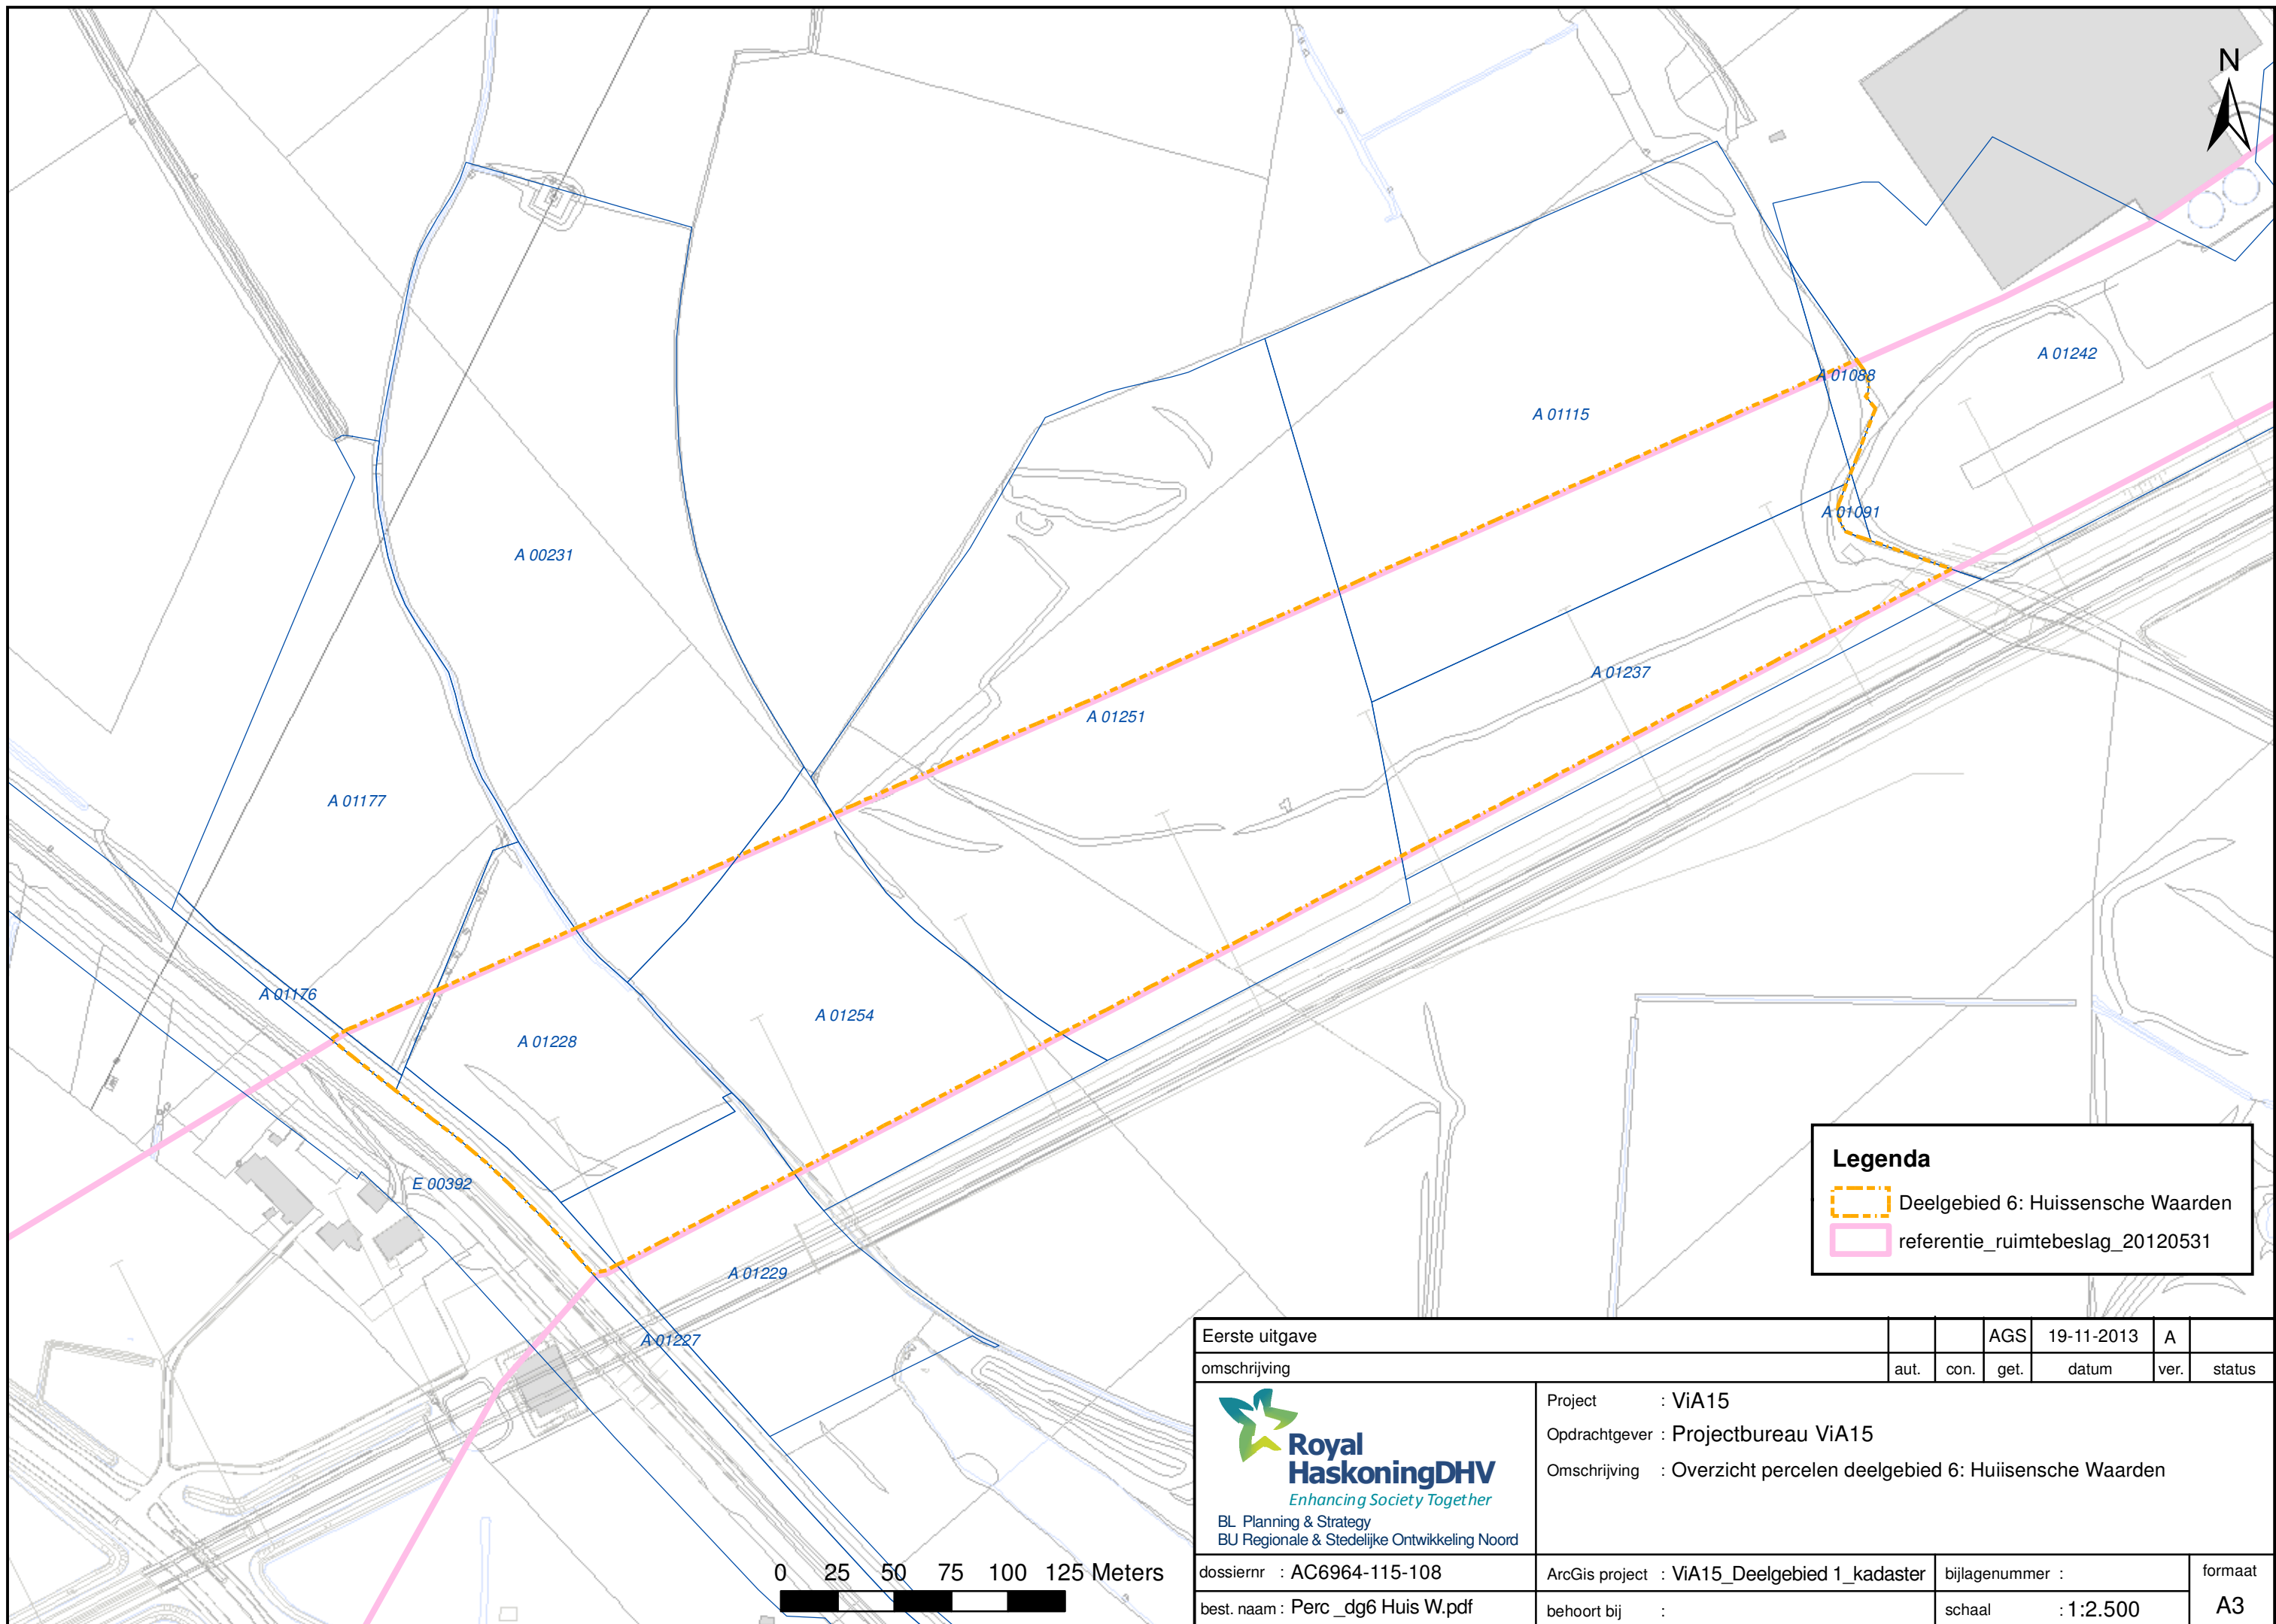 N
A 01242
A 01088
A 01115
A 01091
A 00231
A 01237
A 01251
A 01177
A 01176
A 01254
A 01228
E 00392
A 01229
A 01227
Legenda
Deelgebied 6: Huissensche Waarden
referentie_ruimtebeslag_20120531
Eerste uitgave AGS 19-11-2013 A
omschrijving aut. con. get. datum ver. status
Royal
HaskoningDHV
Enhancing Society Together
BL Planning & Strategy
BU Regionale & Stedelijke Ontwikkeling Noord
Project : ViA15
Opdrachtgever : Projectbureau ViA15
Omschrijving : Overzicht percelen deelgebied 6: Huiisensche Waarden
0 25 50 75 100 125 Meters
dossiernr : AC6964-115-108
ArcGis project : ViA15_Deelgebied 1_kadaster
bijlagenummer :
formaat
best. naam : Perc _dg6 Huis W.pdf
behoort bij :
schaal : 1:2.500
A3